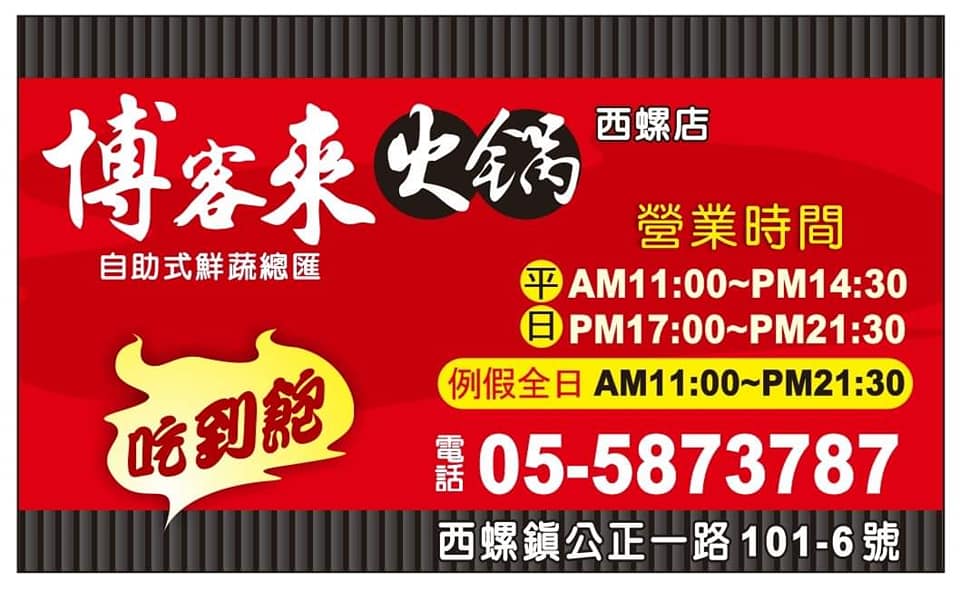 博客來火鍋 西螺店
自助式鮮蔬總匯
營業時間
平日 AM11:00~PM14:30
PM17:00~PM21:30
例假全日 AM11:00~PM21:30
吃到飽
電話 05-5873787
西螺鎮公正一路101-6號